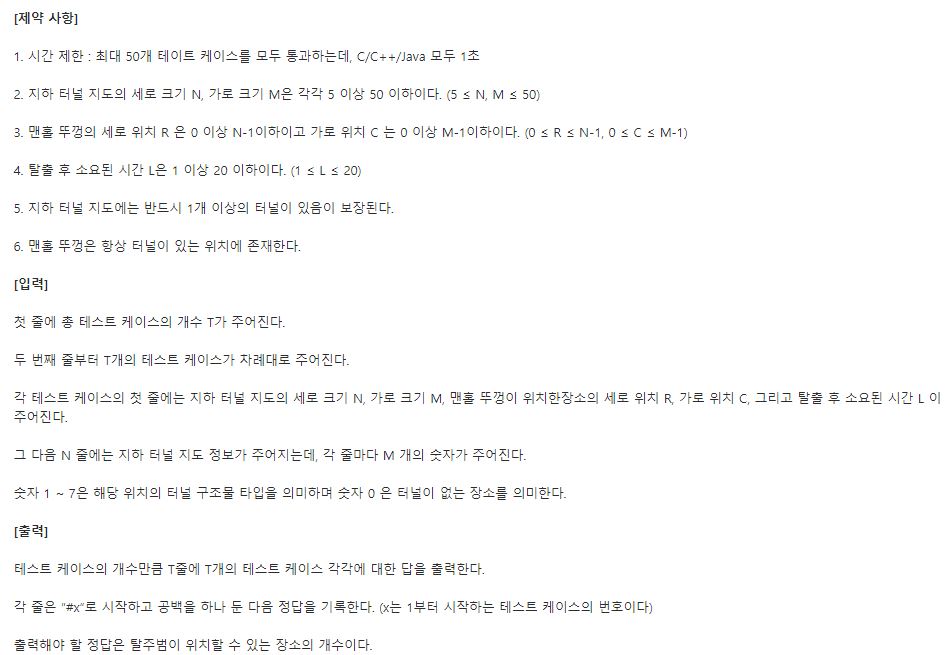 [제약 사항]
1. 시간 제한 : 최대 50개 테이트 케이스를 모두 통과하는데, C/C++/Java 모두 1초
2. 지하 터널 지도의 세로 크기 N, 가로 크기 M은 각각 5 이상 50 이하이다. (5 ≤ N, M ≤ 50)
3. 맨홀 뚜껑의 세로 위치 R 은 0 이상 N-1이하이고 가로 위치 C 는 0 이상 M-1이하이다. (0 ≤ R ≤ N-1, 0 ≤ C ≤ M-1)
4. 탈출 후 소요된 시간 L은 1 이상 20 이하이다. (1 ≤ L ≤ 20)
5. 지하 터널 지도에는 반드시 1개 이상의 터널이 있음이 보장된다.
6. 맨홀 뚜껑은 항상 터널이 있는 위치에 존재한다.
[입력]
첫 줄에 총 테스트 케이스의 개수 T가 주어진다.
두 번째 줄부터 T개의 테스트 케이스가 차례대로 주어진다.
각 테스트 케이스의 첫 줄에는 지하 터널 지도의 세로 크기 N, 가로 크기 M, 맨홀 뚜껑이 위치한장소의 세로 위치 R, 가로 위치 C, 그리고 탈출 후 소요된 시간 L 이
주어진다.
그 다음 N 줄에는 지하 터널 지도 정보가 주어지는데, 각 줄마다 M 개의 숫자가 주어진다.
숫자 1 ~ 7은 해당 위치의 터널 구조물 타입을 의미하며 숫자 0 은 터널이 없는 장소를 의미한다.
[출력]
테스트 케이스의 개수만큼 T줄에 T개의 테스트 케이스 각각에 대한 답을 출력한다.
각 줄은 "#x"로 시작하고 공백을 하나 둔 다음 정답을 기록한다. (x는 1부터 시작하는 테스트 케이스의 번호이다)
출력해야 할 정답은 탈주범이 위치할 수 있는 장소의 개수이다.